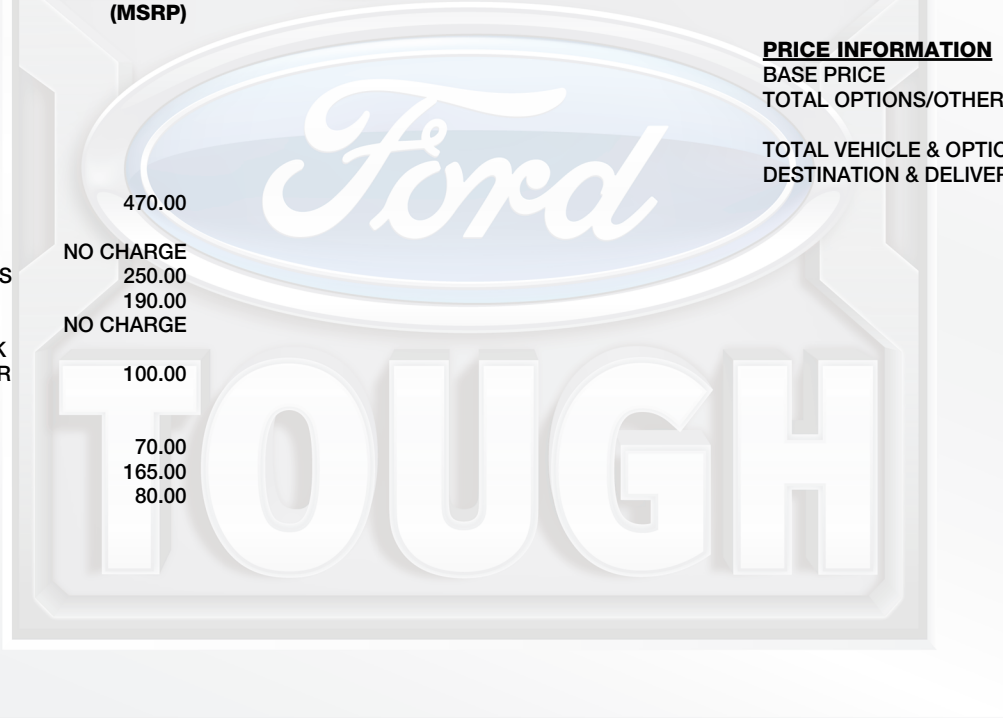 (MSRP)
470.00
NO CHARGE
S 250.00
190.00
NO CHARGE
K
R 100.00
70.00
165.00
80.00
PRICE INFORMATION
BASE PRICE
TOTAL OPTIONS/OTHER
TOTAL VEHICLE & OPTIO
DESTINATION & DELIVER
Ford
TOUGH